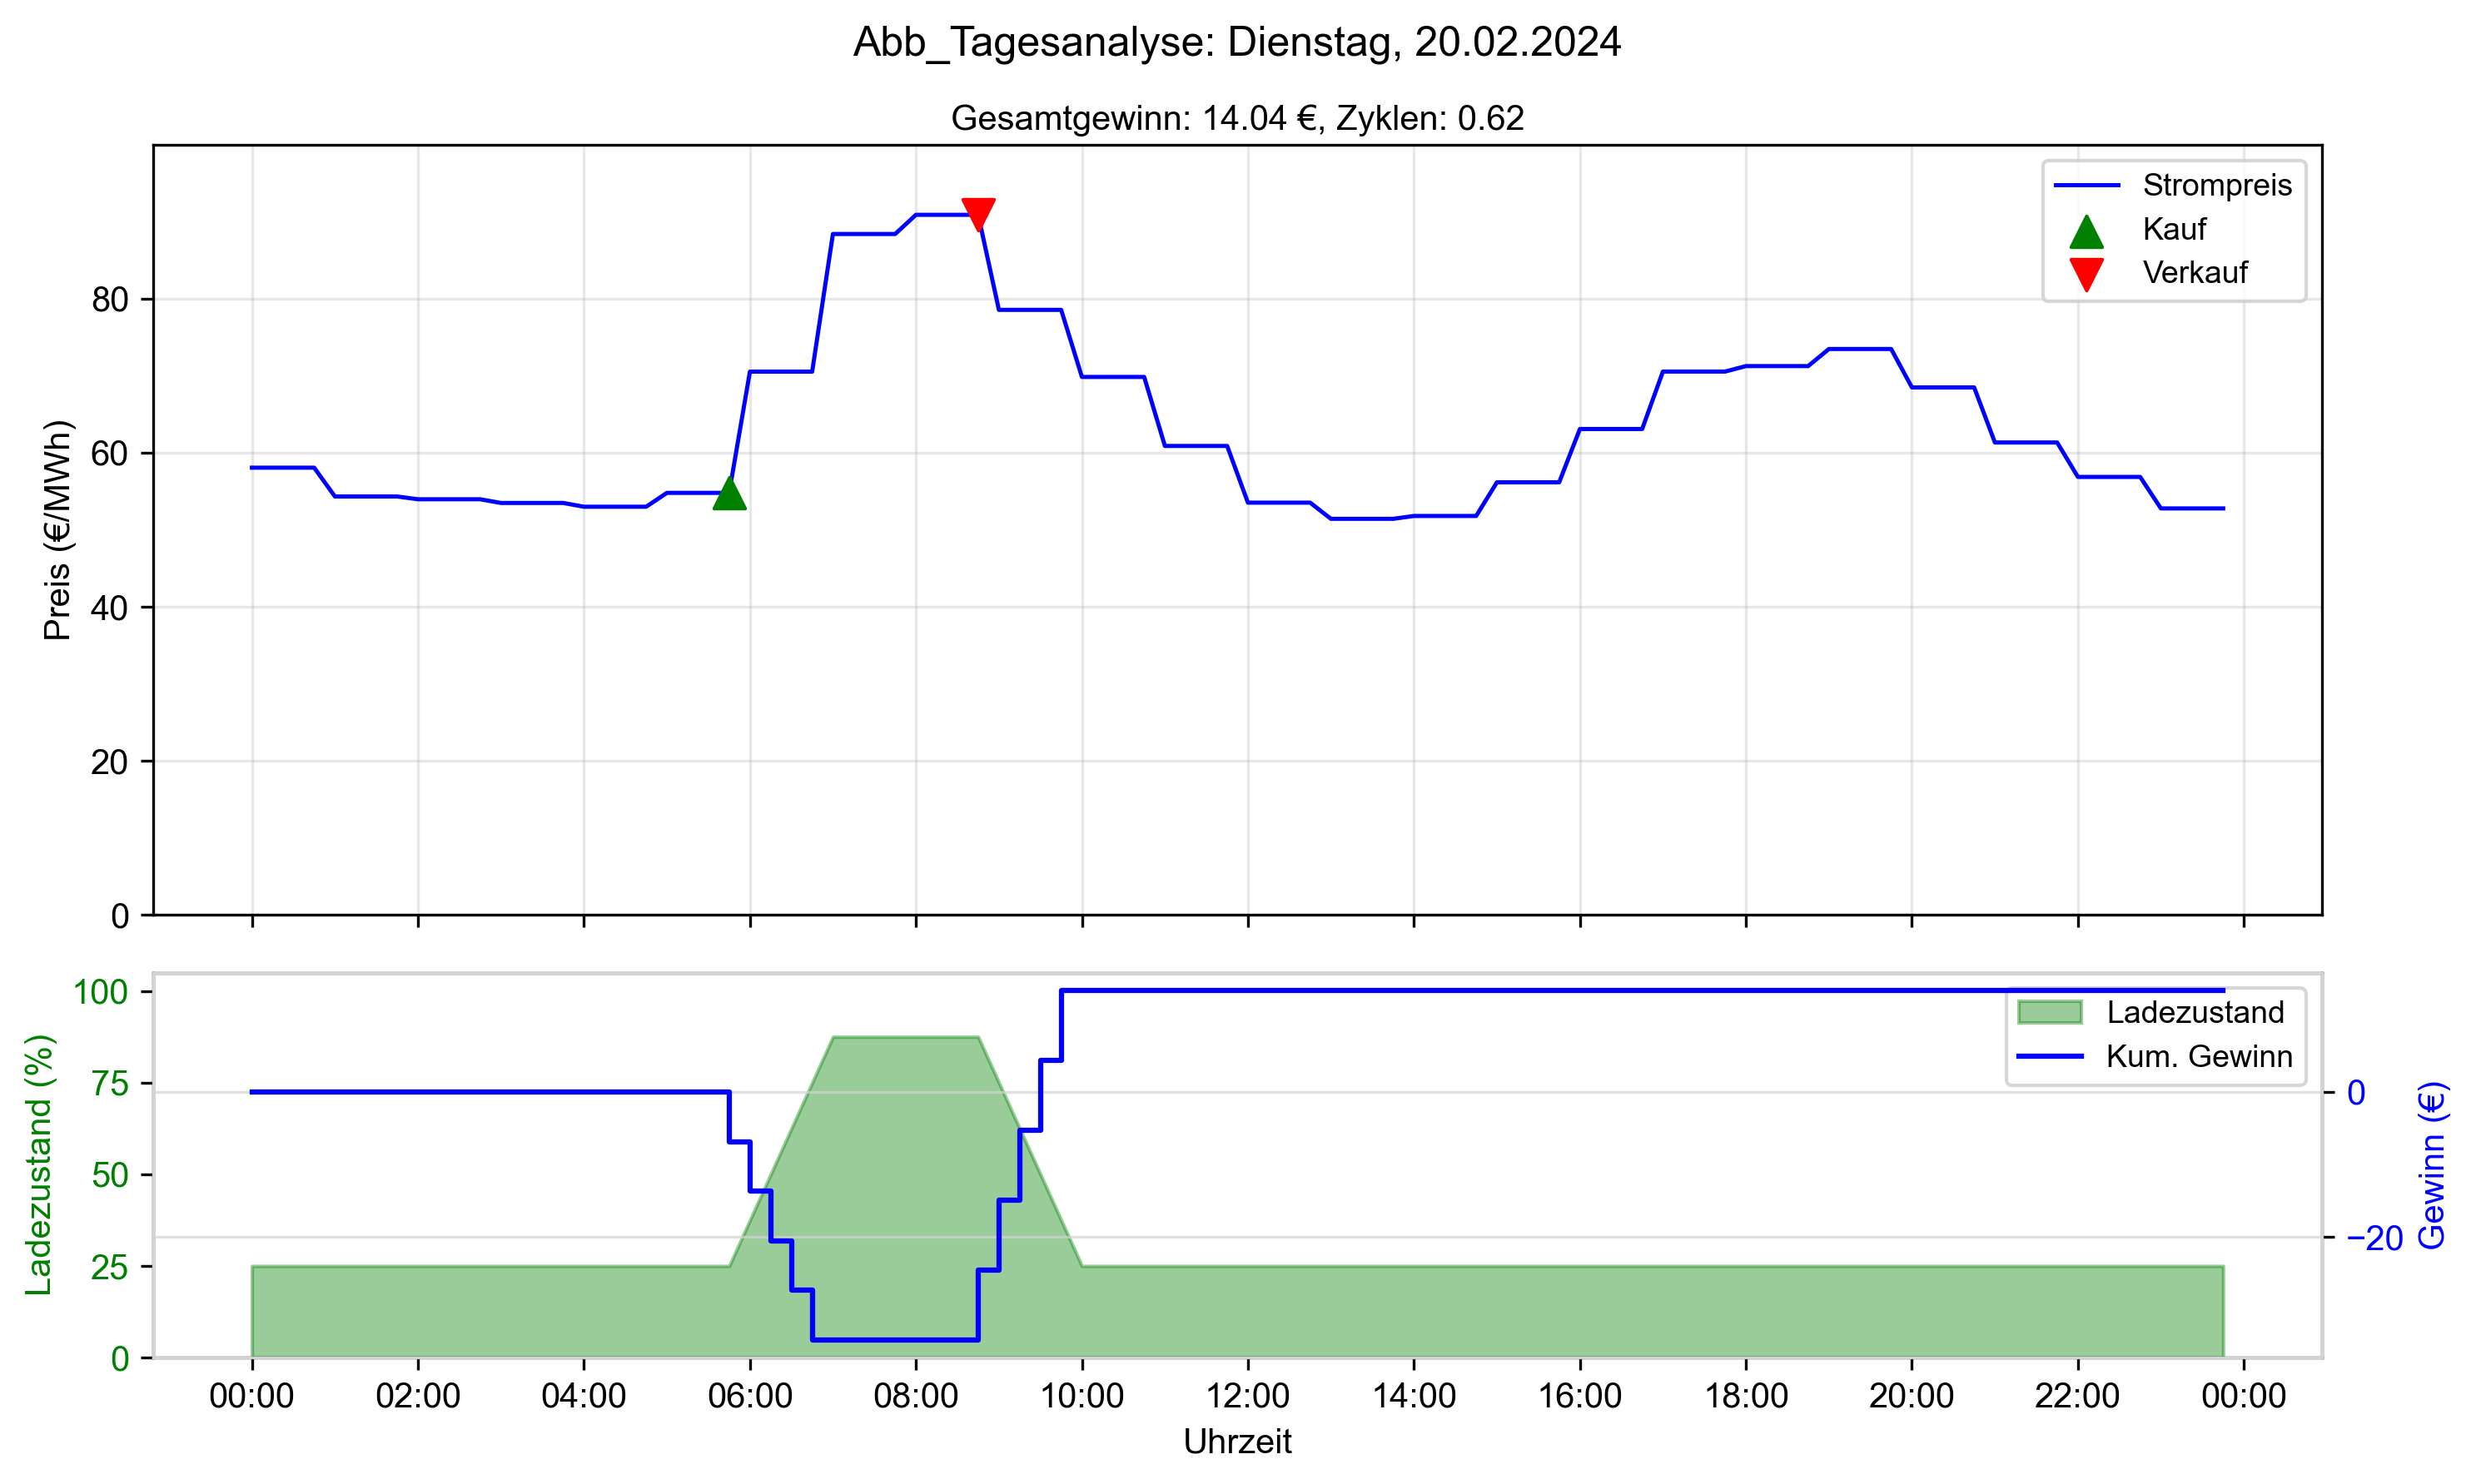 Abb_Tagesanalyse: Dienstag, 20.02.2024
Gesamtgewinn: 14.04 €, Zyklen: 0.62
Strompreis
Kauf
Verkauf
Preis (€/MWh)
80
60
40
20
0
Ladezustand
Kum. Gewinn
Ladezustand (%)
100
75
50
25
0
0
−20
Gewinn (€)
00:00 02:00 04:00 06:00 08:00 10:00 12:00 14:00 16:00 18:00 20:00 22:00 00:00
Uhrzeit